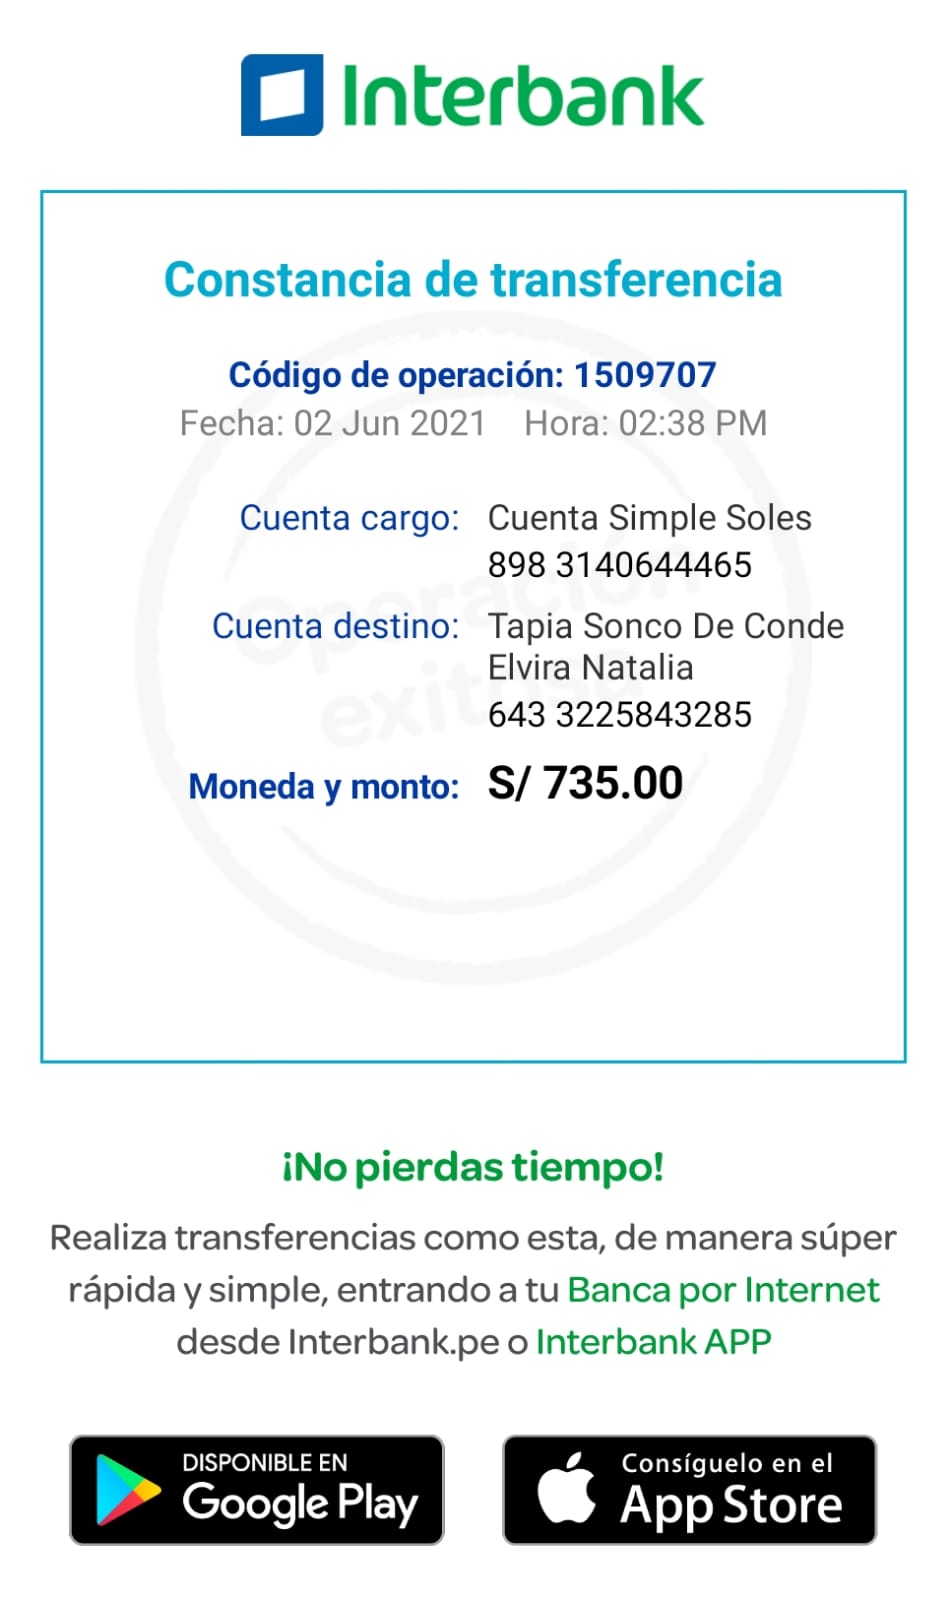 Interbank
Constancia de transferencia
Código de operación: 1509707
Fecha: 02 Jun 2021 Hora: 02:38 PM
Cuenta cargo: Cuenta Simple Soles
898 3140644465
Cuenta destino: Tapia Sonco De Conde
Elvira Natalia
643 3225843285
Moneda y monto: S/ 735.00
Operación
exitosa
¡No pierdas tiempo!
Realiza transferencias como esta, de manera súper
rápida y simple, entrando a tu Banca por Internet
desde Interbank.pe o Interbank APP
DISPONIBLE EN
Google Play
Consíguelo en el
App Store